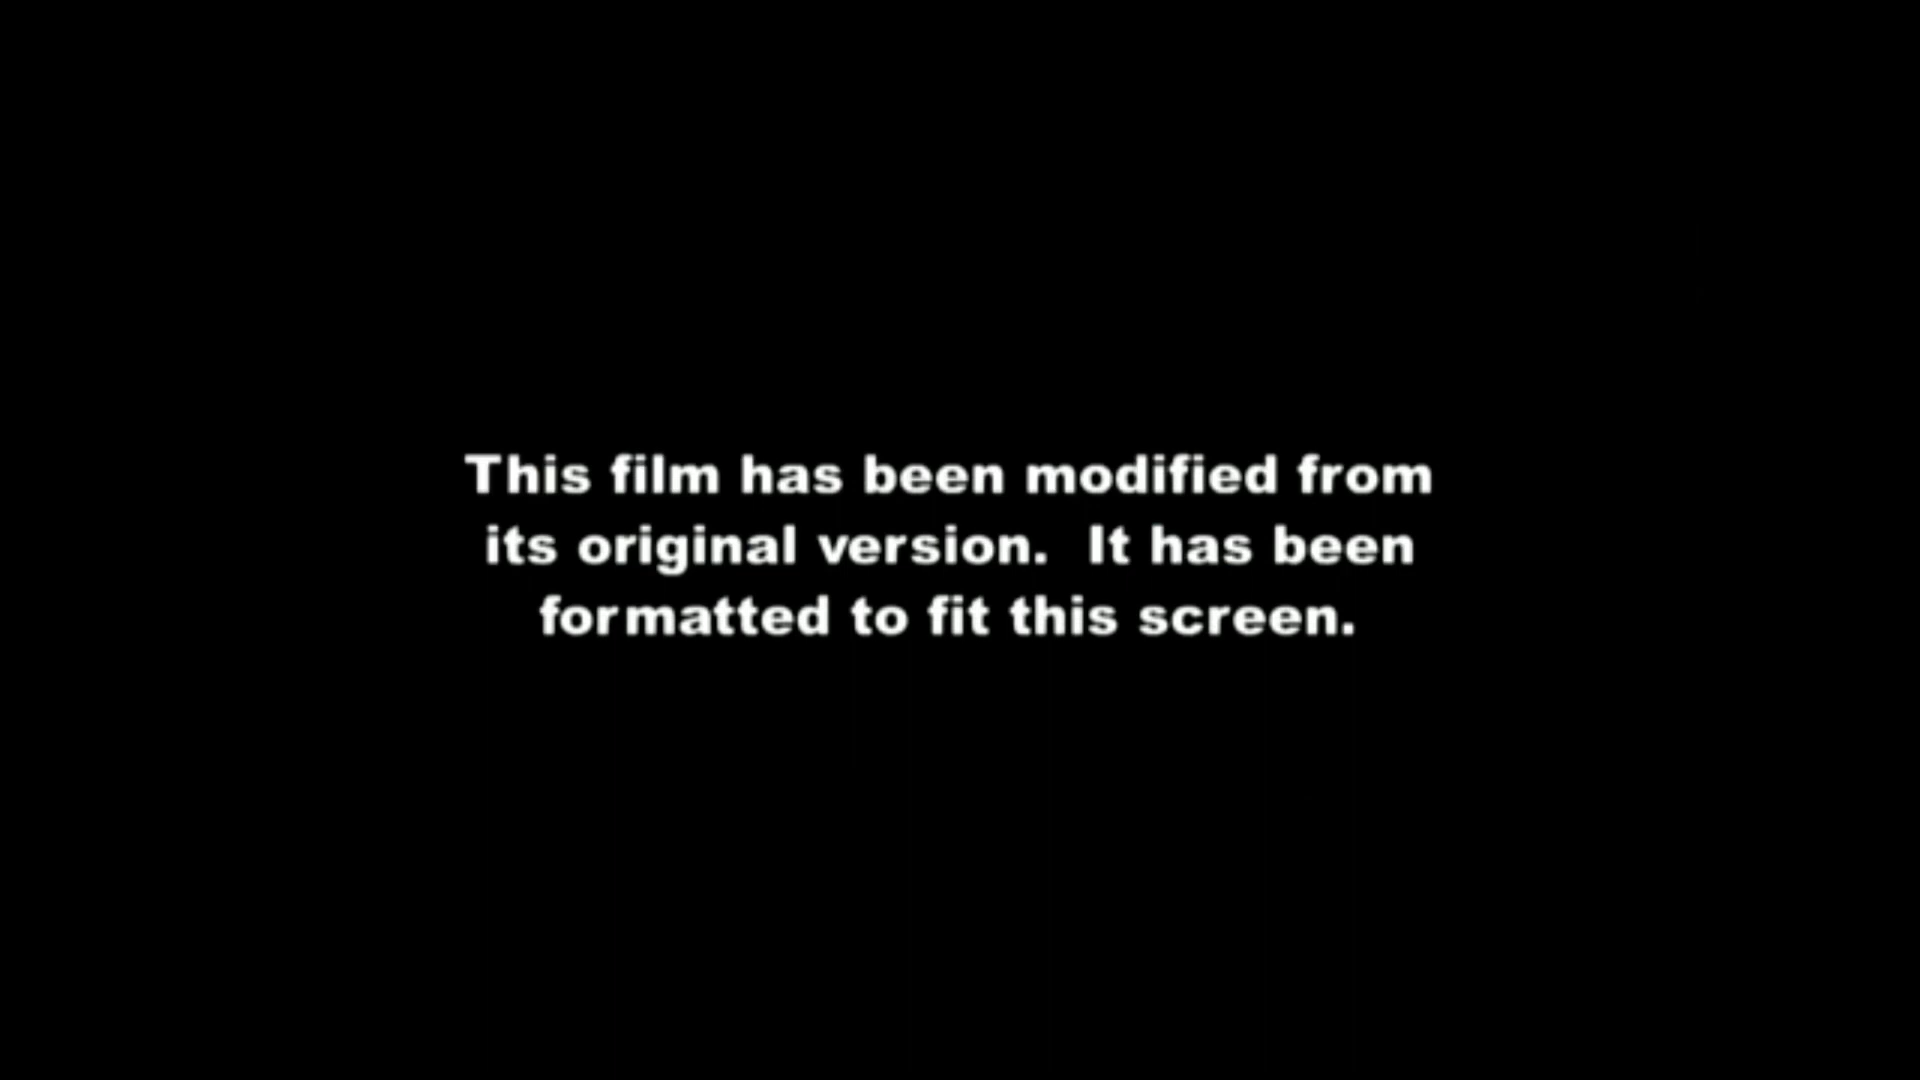 This film has been modified from
its original version.  It has been
formatted to fit this screen.